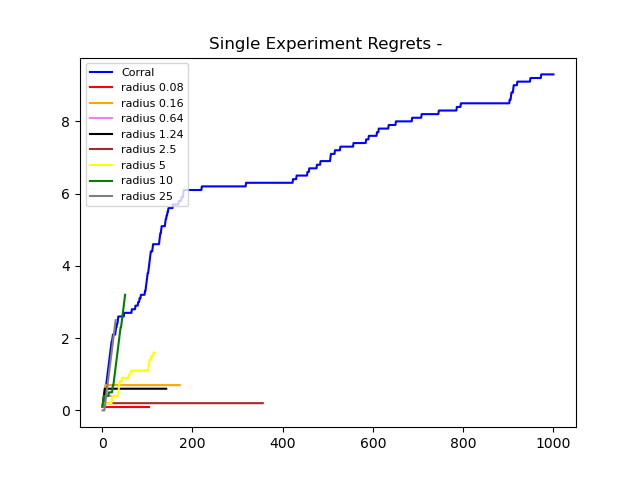 Single Experiment Regrets -
Corral
radius 0.08
radius 0.16
radius 0.64
radius 1.24
radius 2.5
radius 5
radius 10
radius 25
8
6
4
2
0
0 200 400 600 800 1000